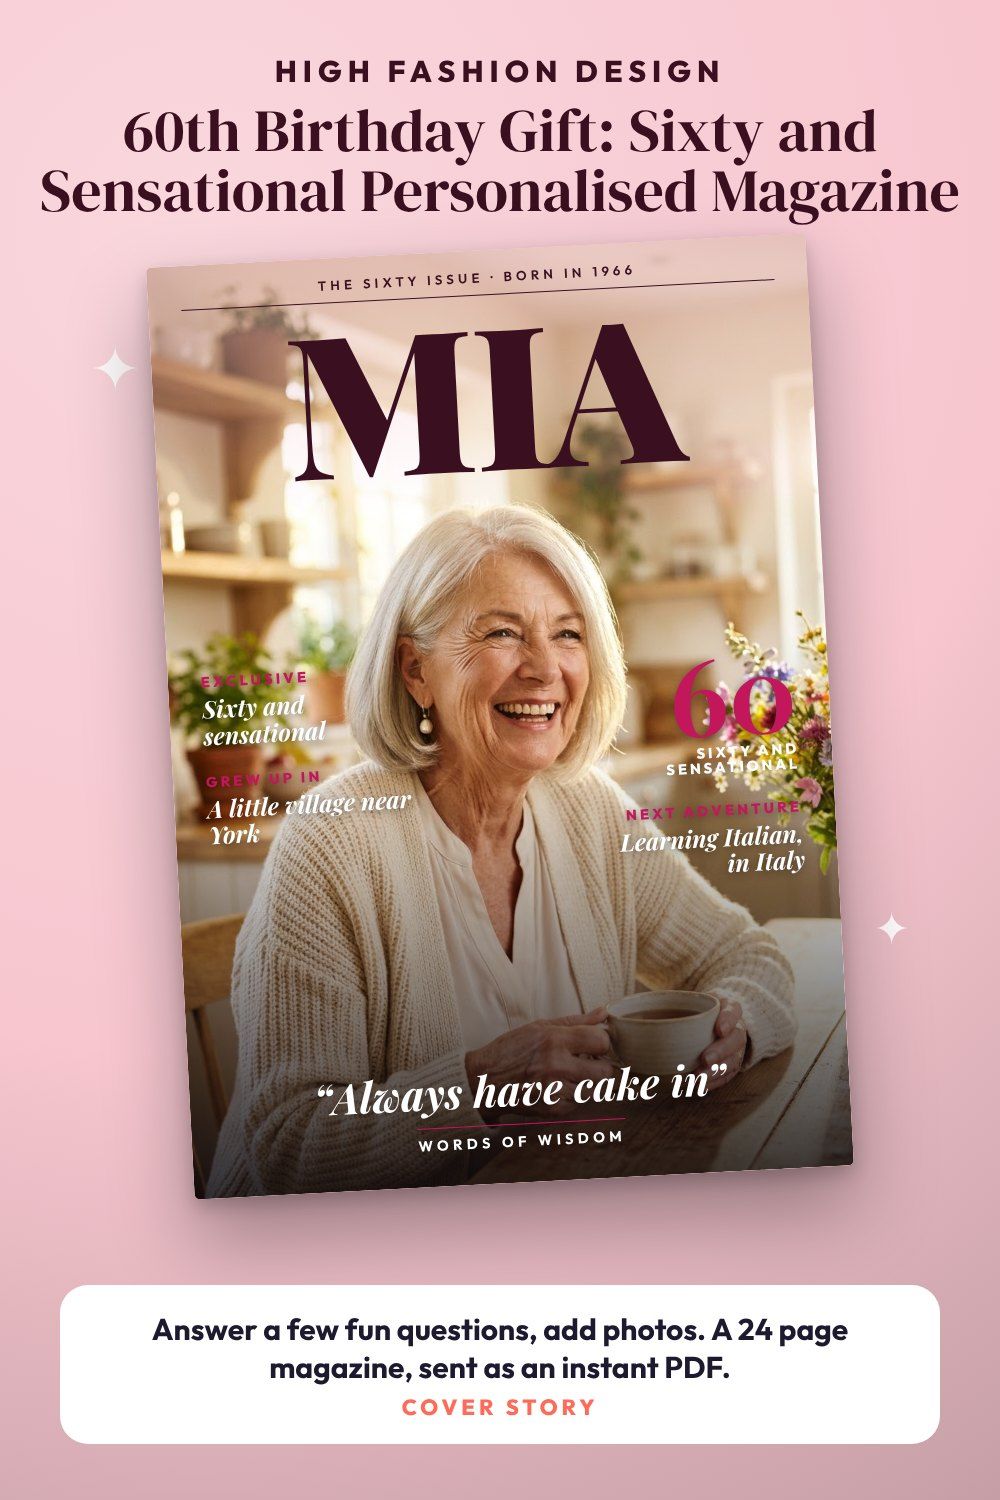 HIGH FASHION DESIGN
60th Birthday Gift: Sixty and
Sensational Personalised Magazine
THE SIXTY ISSUE · BORN IN 1966
MIA
EXCLUSIVE
Sixty and
sensational
GREW UP IN
A little village near
York
60
SIXTY AND
SENSATIONAL
NEXT ADVENTURE
Learning Italian,
in Italy
“Always have cake in”
WORDS OF WISDOM
Answer a few fun questions, add photos. A 24 page
magazine, sent as an instant PDF.
COVER STORY